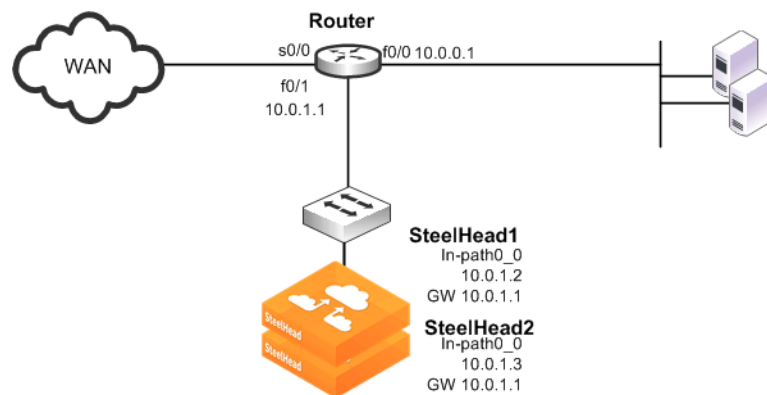 Router
s0/0
f0/0 10.0.0.1
WAN
f0/1
10.0.1.1
SteelHead1
In-path0_0
10.0.1.2
GW 10.0.1.1
SteelHead2
In-path0_0
10.0.1.3
GW 10.0.1.1
SteelHead
SteelHead